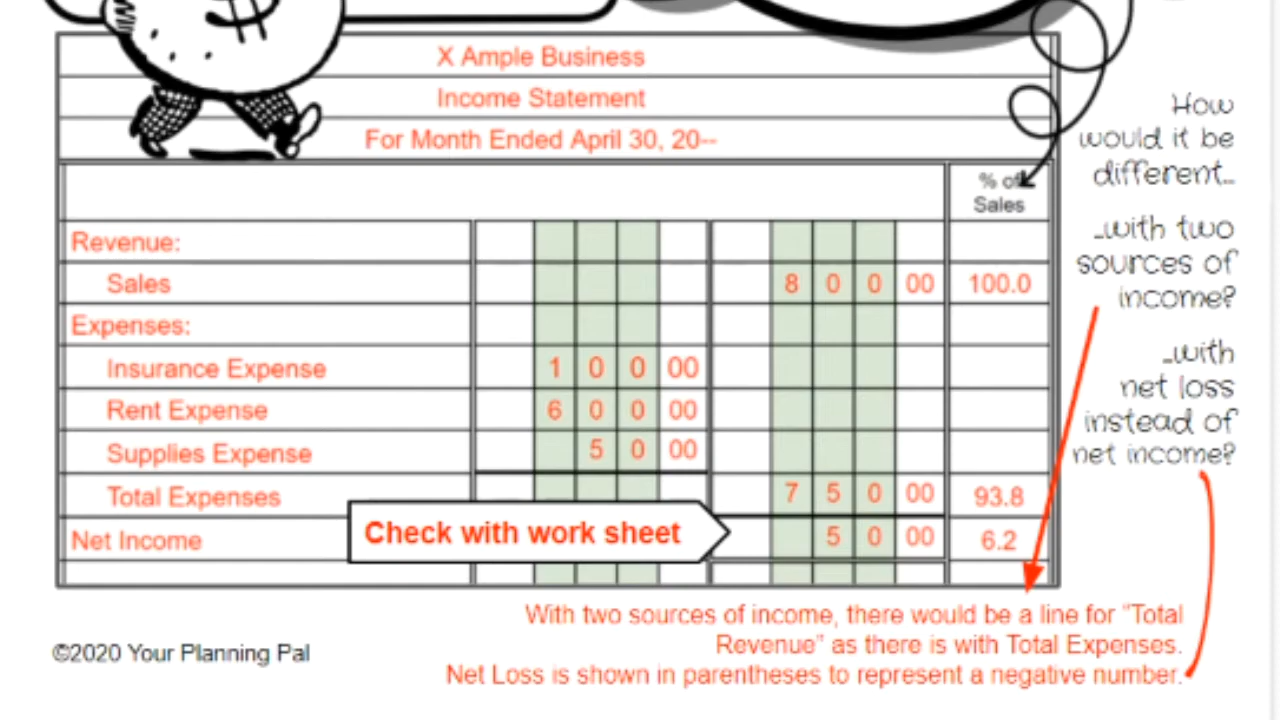 $
X Ample Business
Income Statement
For Month Ended April 30, 20--
% of
Sales
Revenue:
Sales 8 0 0 00 100.0
Expenses:
Insurance Expense 1 0 0 00
Rent Expense 6 0 0 00
Supplies Expense 5 0 00
Total Expenses 7 5 0 00 93.8
Net Income 5 0 00 6.2
Check with work sheet
How
would it be
different...
...with two
sources of
income?
...with
net loss
instead of
net income?
With two sources of income, there would be a line for "Total
Revenue" as there is with Total Expenses.
Net Loss is shown in parentheses to represent a negative number.
©2020 Your Planning Pal